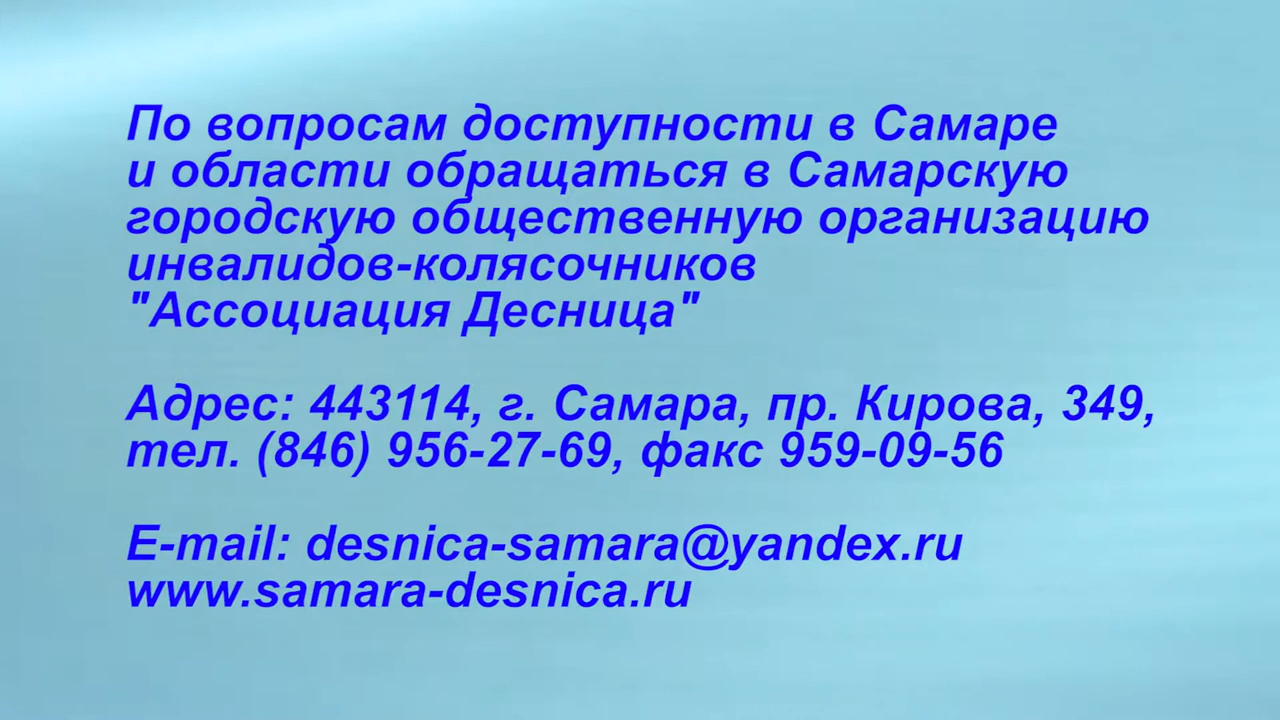 По вопросам доступности в Самаре
и области обращаться в Самарскую
городскую общественную организацию
инвалидов-колясочников
"Ассоциация Десница"
Адрес: 443114, г. Самара, пр. Кирова, 349,
тел. (846) 956-27-69, факс 959-09-56
E-mail: desnica-samara@yandex.ru
www.samara-desnica.ru